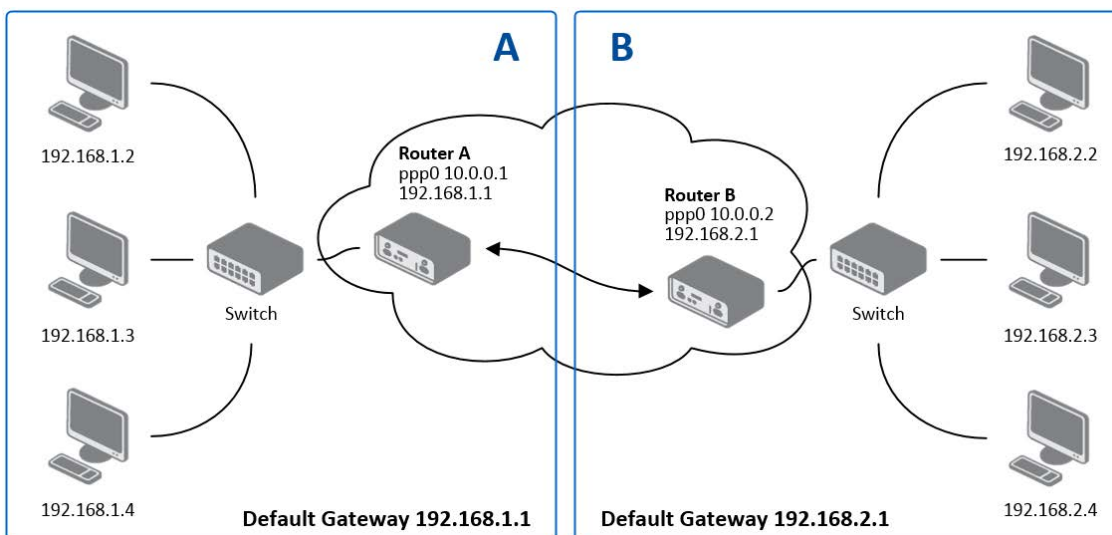 A
B
192.168.1.2
192.168.2.2
Router A
ppp0 10.0.0.1
192.168.1.1
Router B
ppp0 10.0.0.2
192.168.2.1
Switch
Switch
192.168.1.3
192.168.2.3
192.168.1.4
192.168.2.4
Default Gateway 192.168.1.1
Default Gateway 192.168.2.1